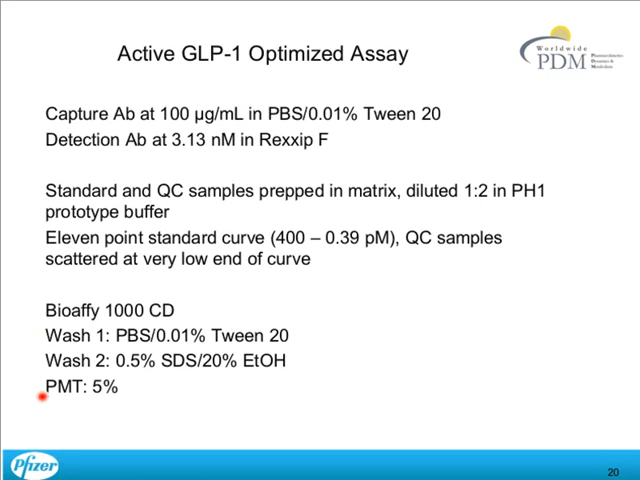 Active GLP-1 Optimized Assay
Worldwide
PDM
Pharmacokinetics
Dynamics &
Metabolism
Capture Ab at 100 µg/mL in PBS/0.01% Tween 20
Detection Ab at 3.13 nM in Rexxip F
Standard and QC samples prepped in matrix, diluted 1:2 in PH1
prototype buffer
Eleven point standard curve (400 – 0.39 pM), QC samples
scattered at very low end of curve
Bioaffy 1000 CD
Wash 1: PBS/0.01% Tween 20
Wash 2: 0.5% SDS/20% EtOH
PMT: 5%
Pfizer
20